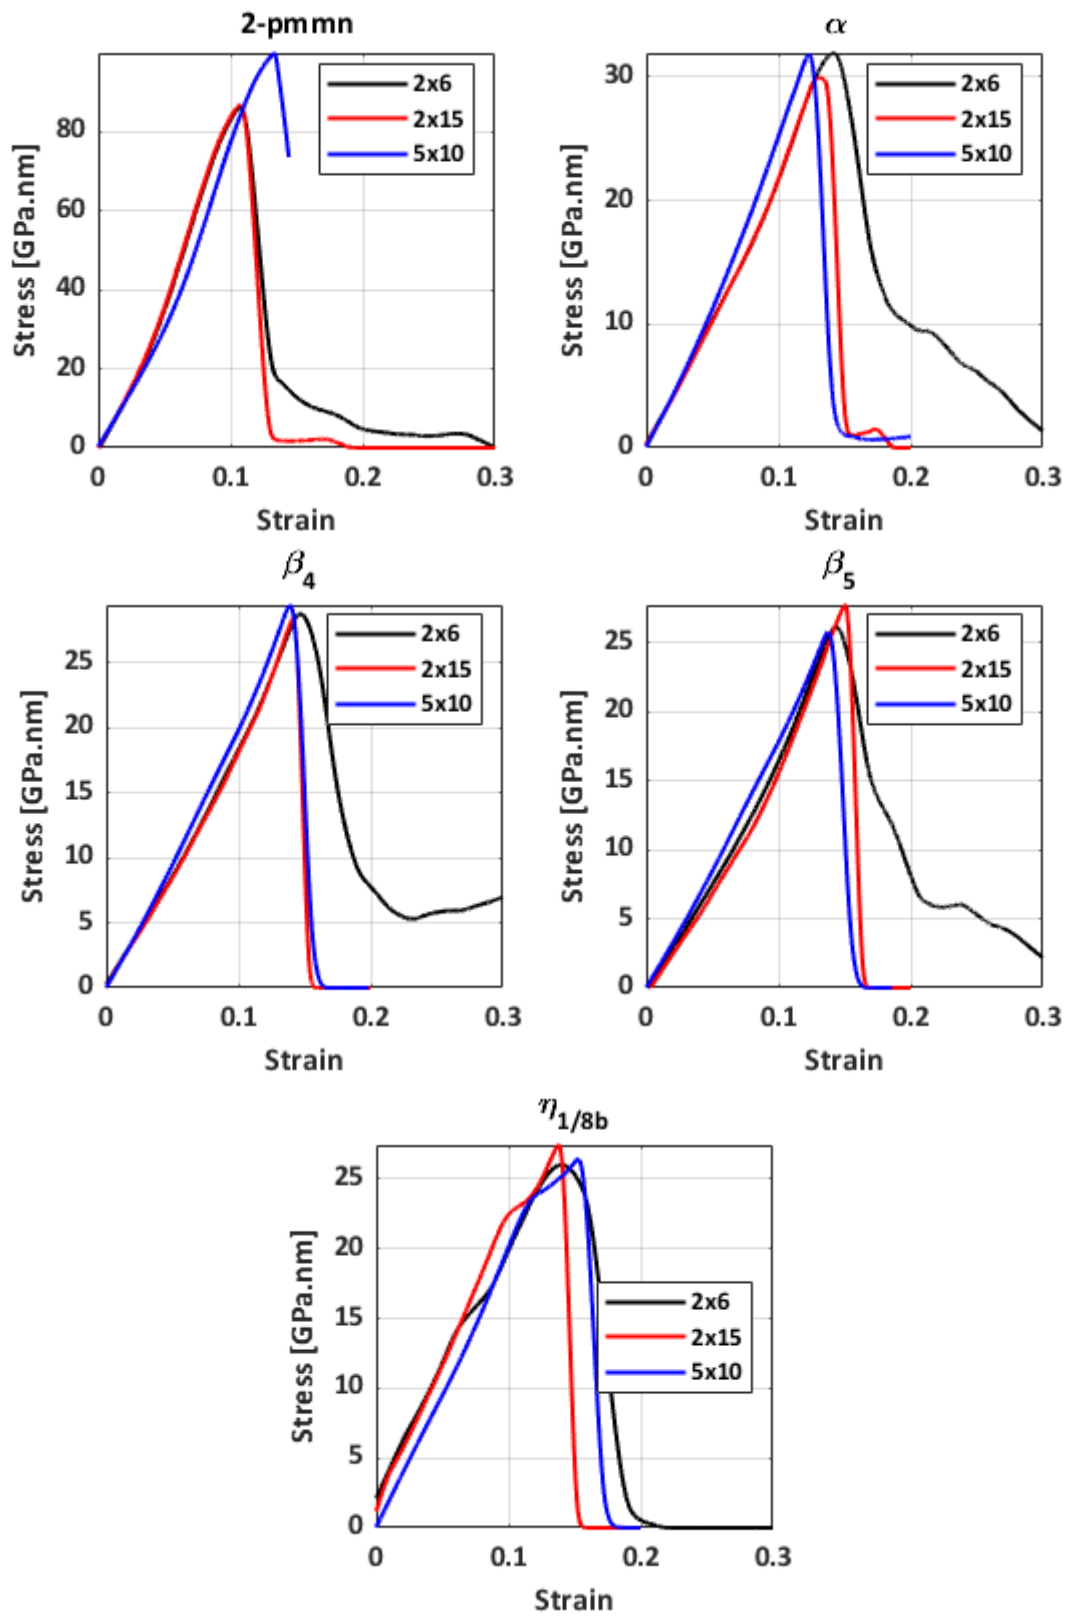 2-pmmn
2x6
2x15
5x10
80
60
40
20
0
Stress [GPa.nm]
0 0.1 0.2 0.3
Strain
α
2x6
2x15
5x10
30
20
10
0
Stress [GPa.nm]
0 0.1 0.2 0.3
Strain
β4
2x6
2x15
5x10
25
20
15
10
5
0
Stress [GPa.nm]
0 0.1 0.2 0.3
Strain
β5
2x6
2x15
5x10
25
20
15
10
5
0
Stress [GPa.nm]
0 0.1 0.2 0.3
Strain
η1/8b
2x6
2x15
5x10
25
20
15
10
5
0
Stress [GPa.nm]
0 0.1 0.2 0.3
Strain